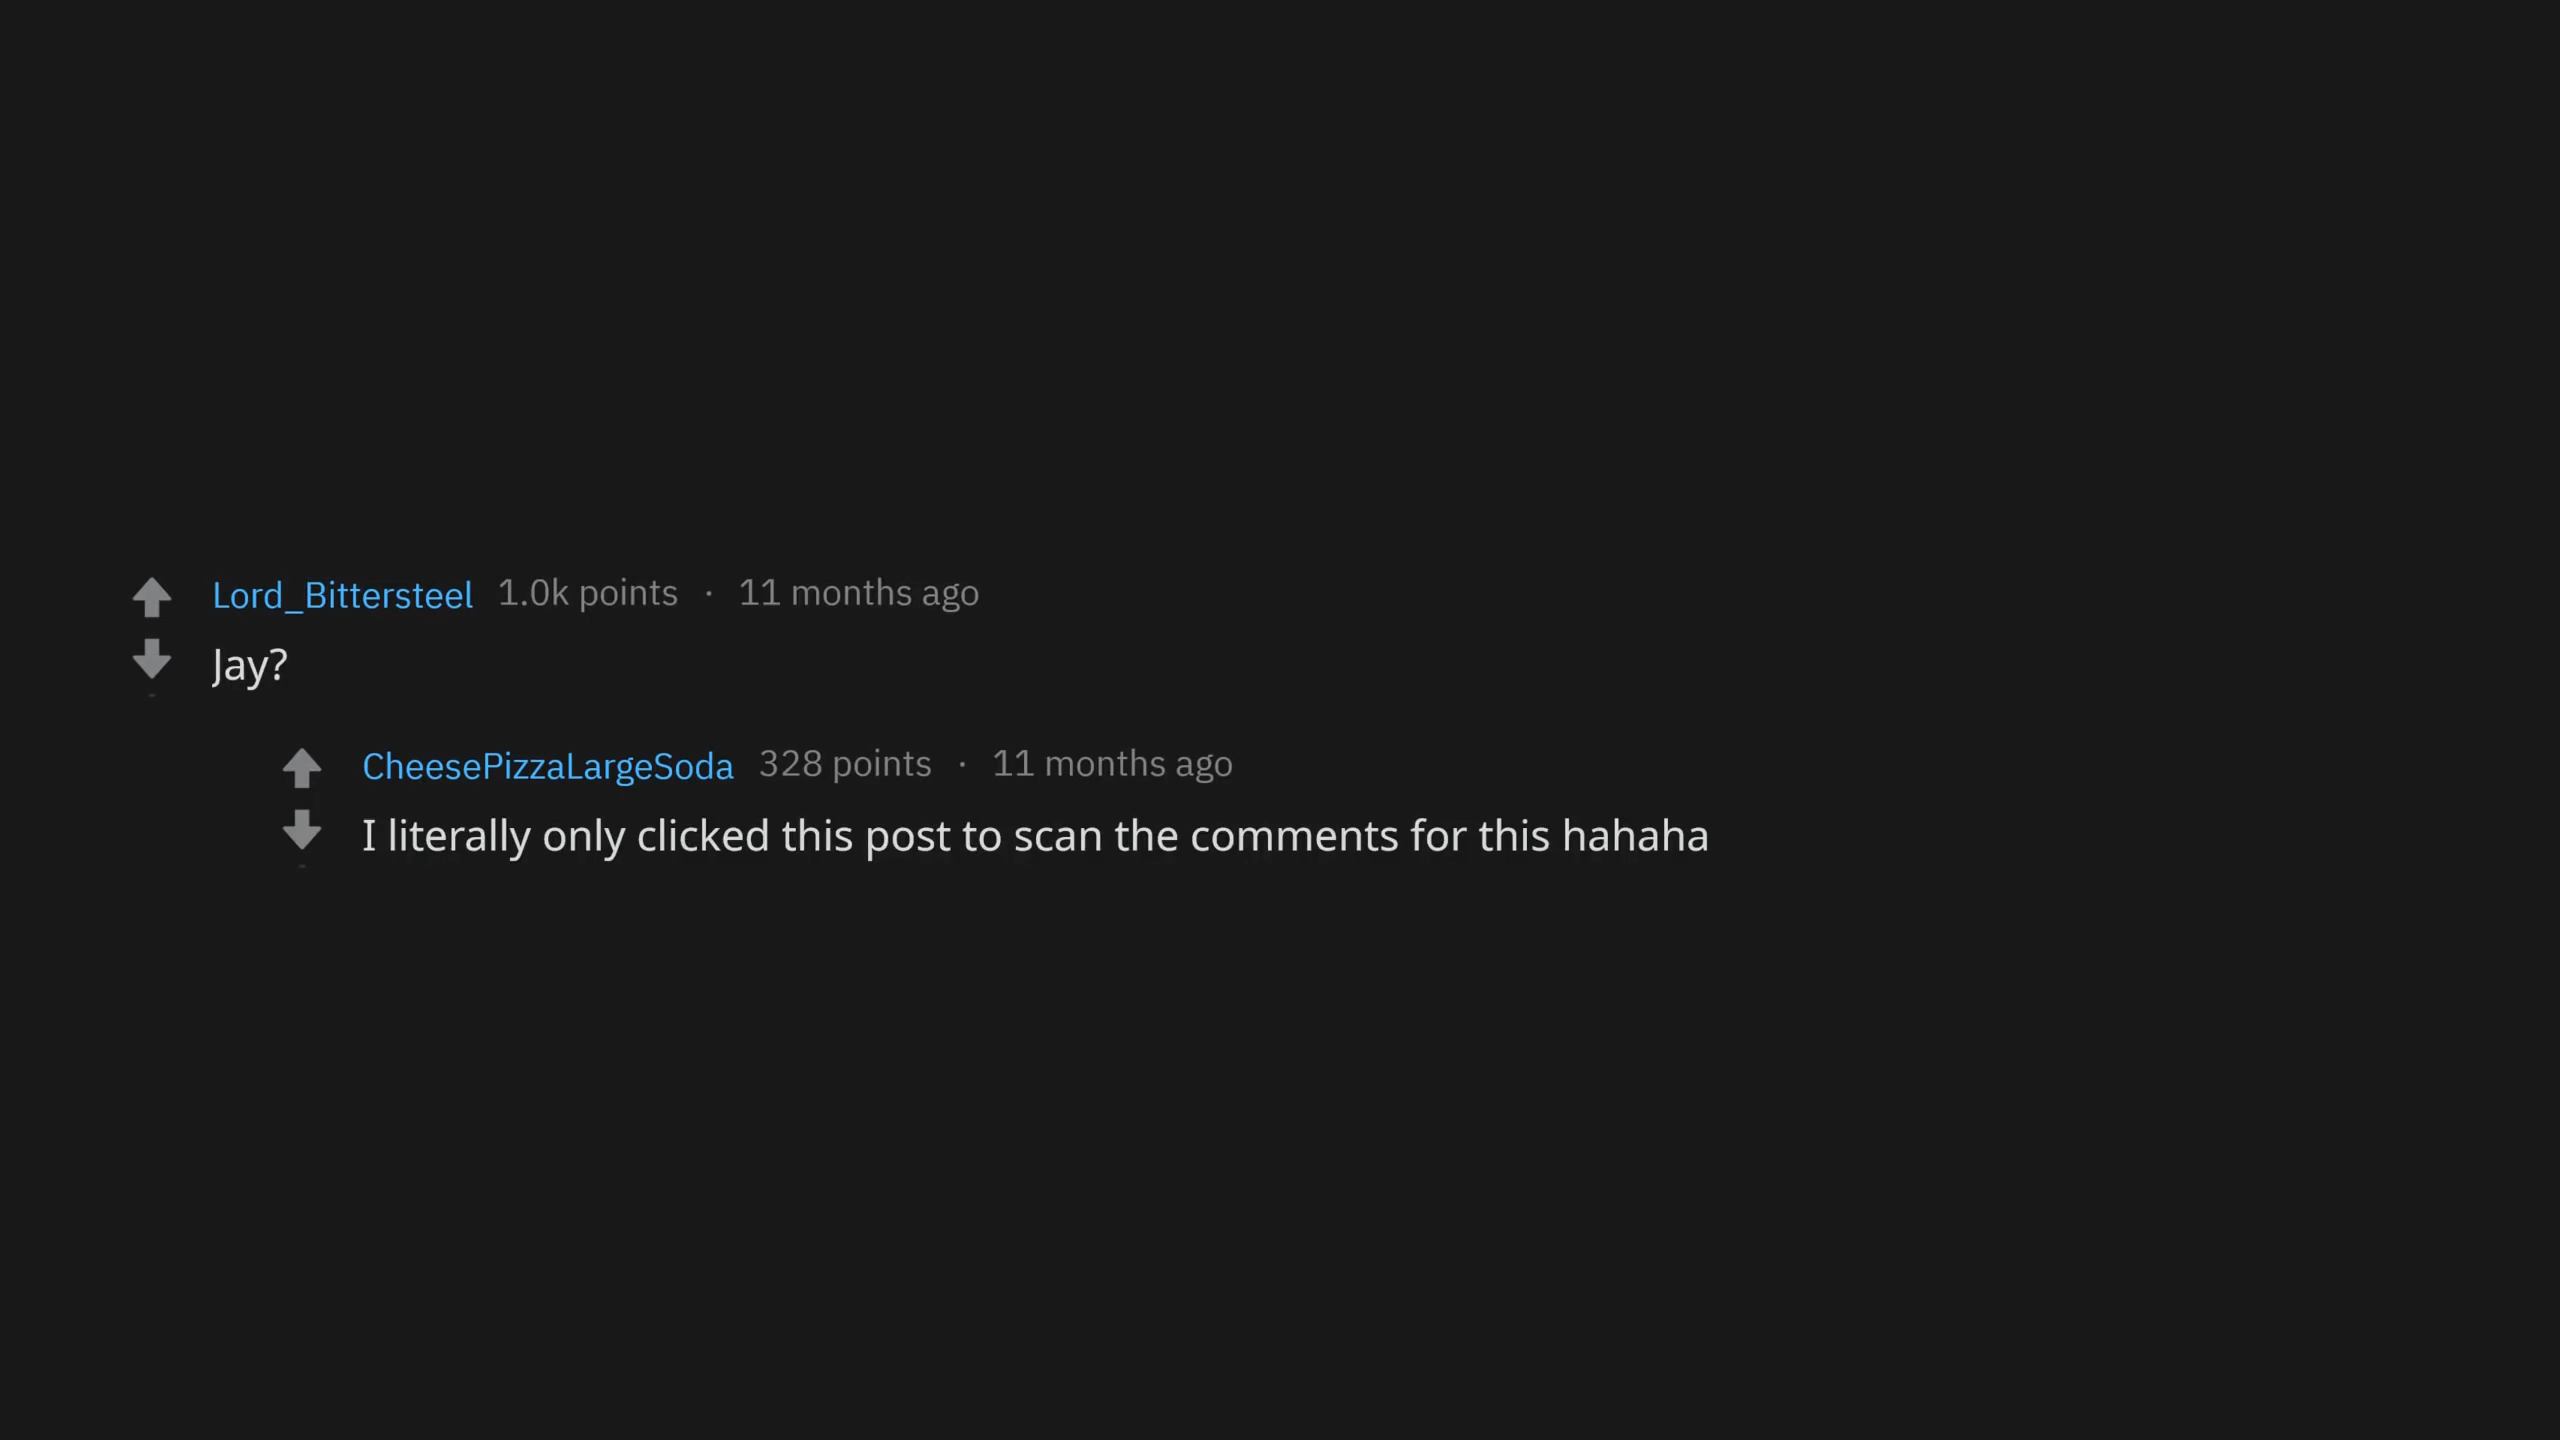 Lord_Bittersteel 1.0k points · 11 months ago
Jay?
CheesePizzaLargeSoda 328 points · 11 months ago
I literally only clicked this post to scan the comments for this hahaha